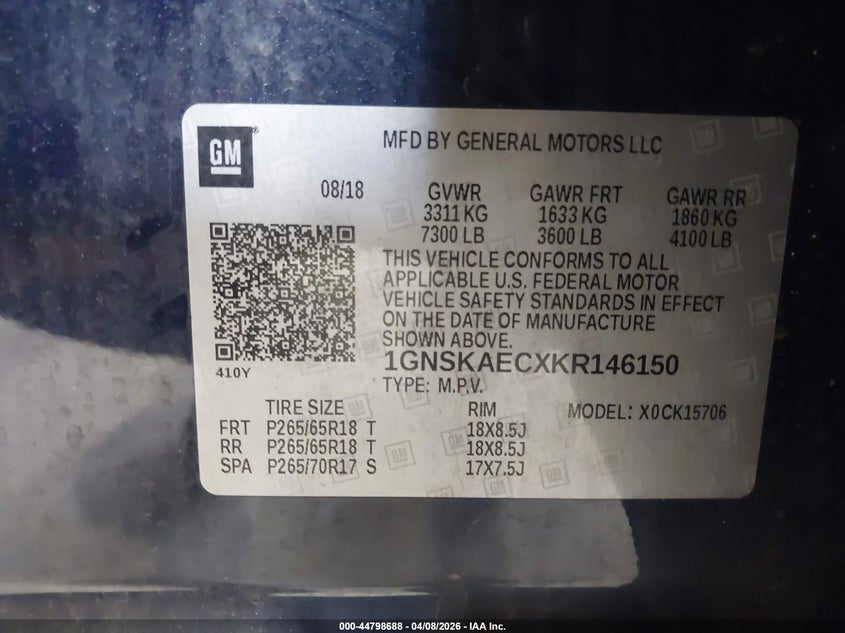 GM
MFD BY GENERAL MOTORS LLC
08/18 GVWR GAWR FRT GAWR RR
3311 KG 1633 KG 1860 KG
7300 LB 3600 LB 4100 LB
THIS VEHICLE CONFORMS TO ALL
APPLICABLE U.S. FEDERAL MOTOR
VEHICLE SAFETY STANDARDS IN EFFECT
ON THE DATE OF MANUFACTURE
SHOWN ABOVE.
410Y
1GNSKAECXKR146150
TYPE: M.P.V.
TIRE SIZE RIM MODEL: X0CK15706
FRT P265/65R18 T 18X8.5J
RR P265/65R18 T 18X8.5J
SPA P265/70R17 S 17X7.5J
000-44798688 | 04/08/2026 - IAA Inc.